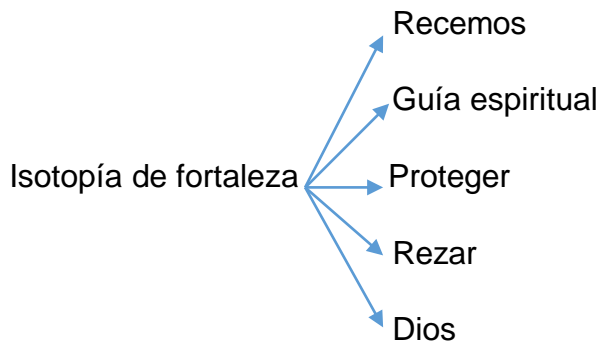 Recemos
Guía espiritual
Isotopía de fortaleza
Proteger
Rezar
Dios